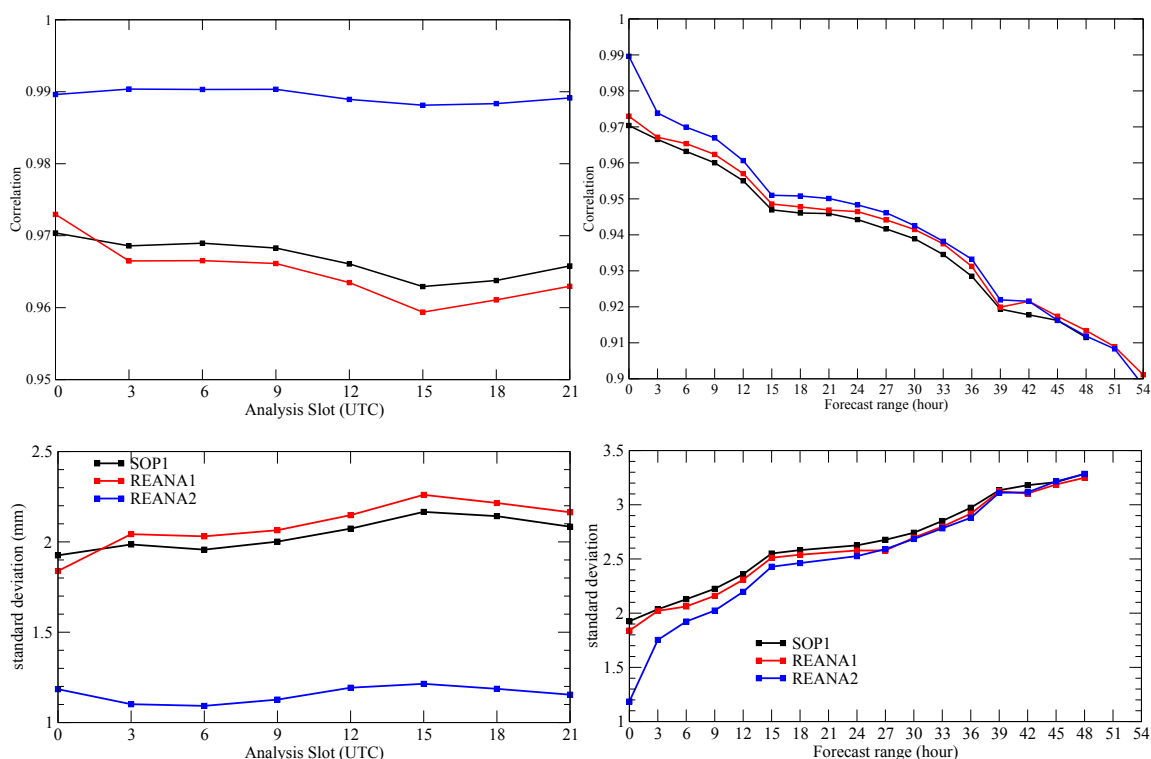 1
0.99
0.98
0.97
0.96
0.95
Correlation
0 3 6 9 12 15 18 21
Analysis Slot (UTC)
1
0.99
0.98
0.97
0.96
0.95
0.94
0.93
0.92
0.91
0.9
Correlation
0 3 6 9 12 15 18 21 24 27 30 33 36 39 42 45 48 51 54
Forecast range (hour)
2.5
2
1.5
1
standard deviation (mm)
SOP1
REANA1
REANA2
0 3 6 9 12 15 18 21
Analysis Slot (UTC)
3.5
3
2.5
2
1.5
1
standard deviation
SOP1
REANA1
REANA2
0 3 6 9 12 15 18 21 24 27 30 33 36 39 42 45 48 51 54
Forecast range (hour)